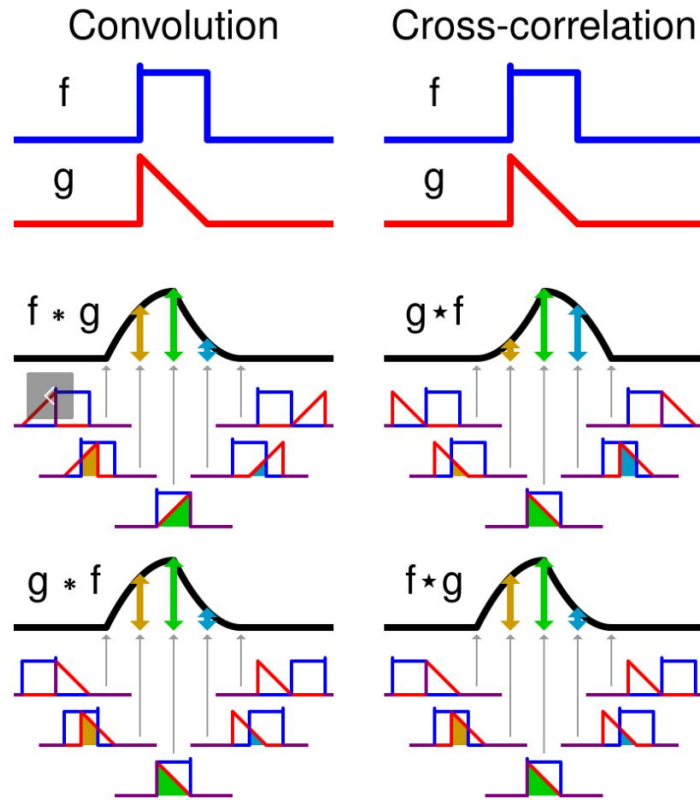 Convolution
Cross-correlation
f
f
g
g
f * g
g⋆f
g * f
f⋆g